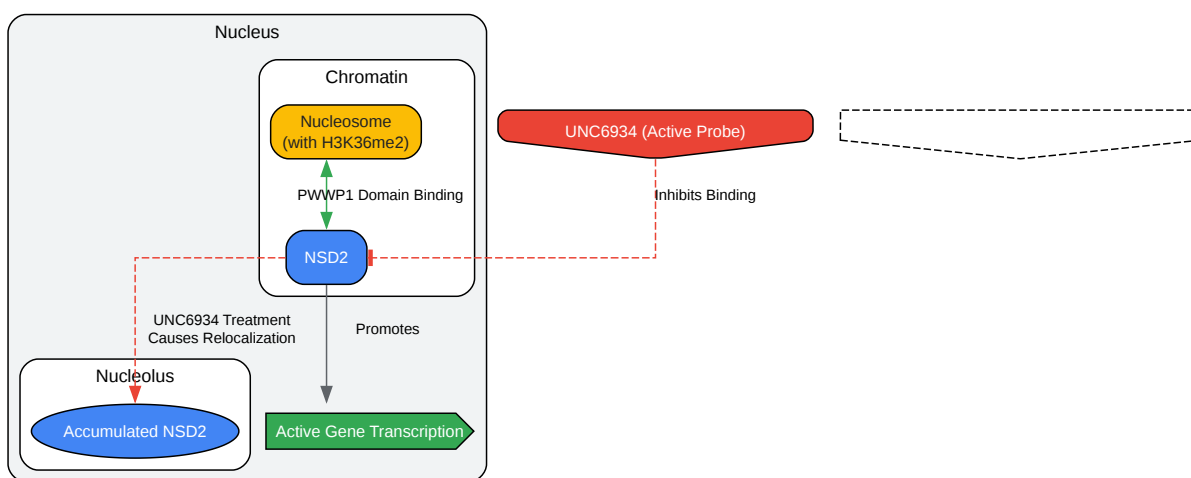 Nucleus
Chromatin
Nucleosome
(with H3K36me2)
UNC6934 (Active Probe)
PWWP1 Domain Binding
Inhibits Binding
NSD2
UNC6934 Treatment
Causes Relocalization
Promotes
Nucleolus
Accumulated NSD2
Active Gene Transcription